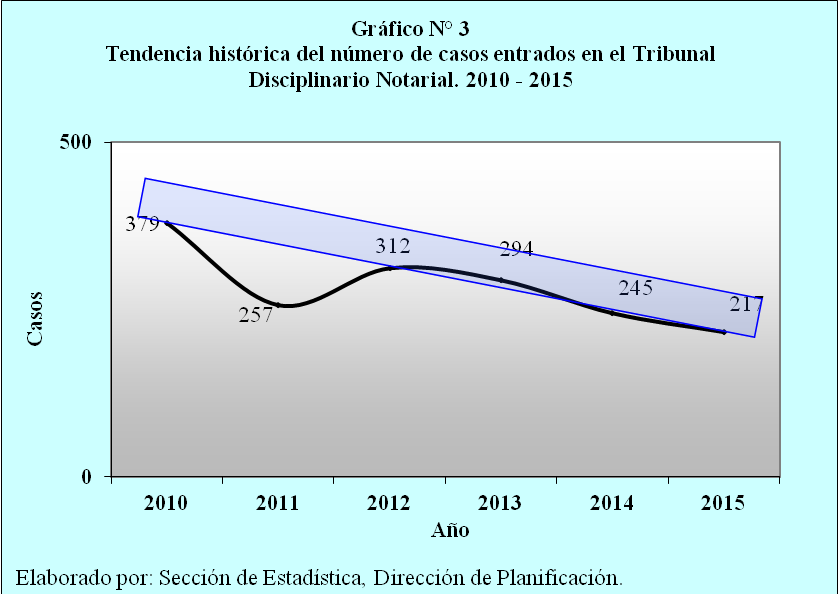 Gráfico N° 3
Tendencia histórica del número de casos entrados en el Tribunal
Disciplinario Notarial. 2010 - 2015
500
379
312
294
257
245
217
Casos
0
2010 2011 2012 2013 2014 2015
Año
Elaborado por: Sección de Estadística, Dirección de Planificación.